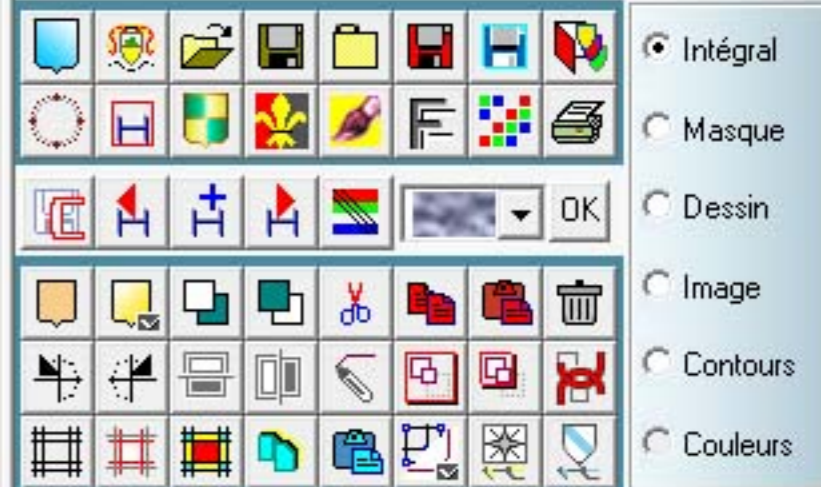 Intégral
Masque
OK
Dessin
Image
Contours
Couleurs